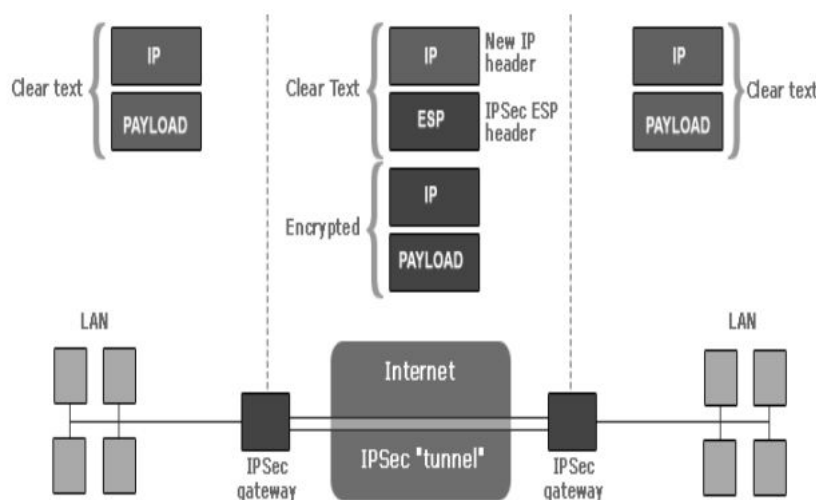 Clear text
IP
PAYLOAD
Clear Text
IP
New IP
header
ESP
IPSec ESP
header
Encrypted
IP
PAYLOAD
IP
PAYLOAD
Clear text
LAN
LAN
Internet
IPSec "tunnel"
IPSec
gateway
IPSec
gateway